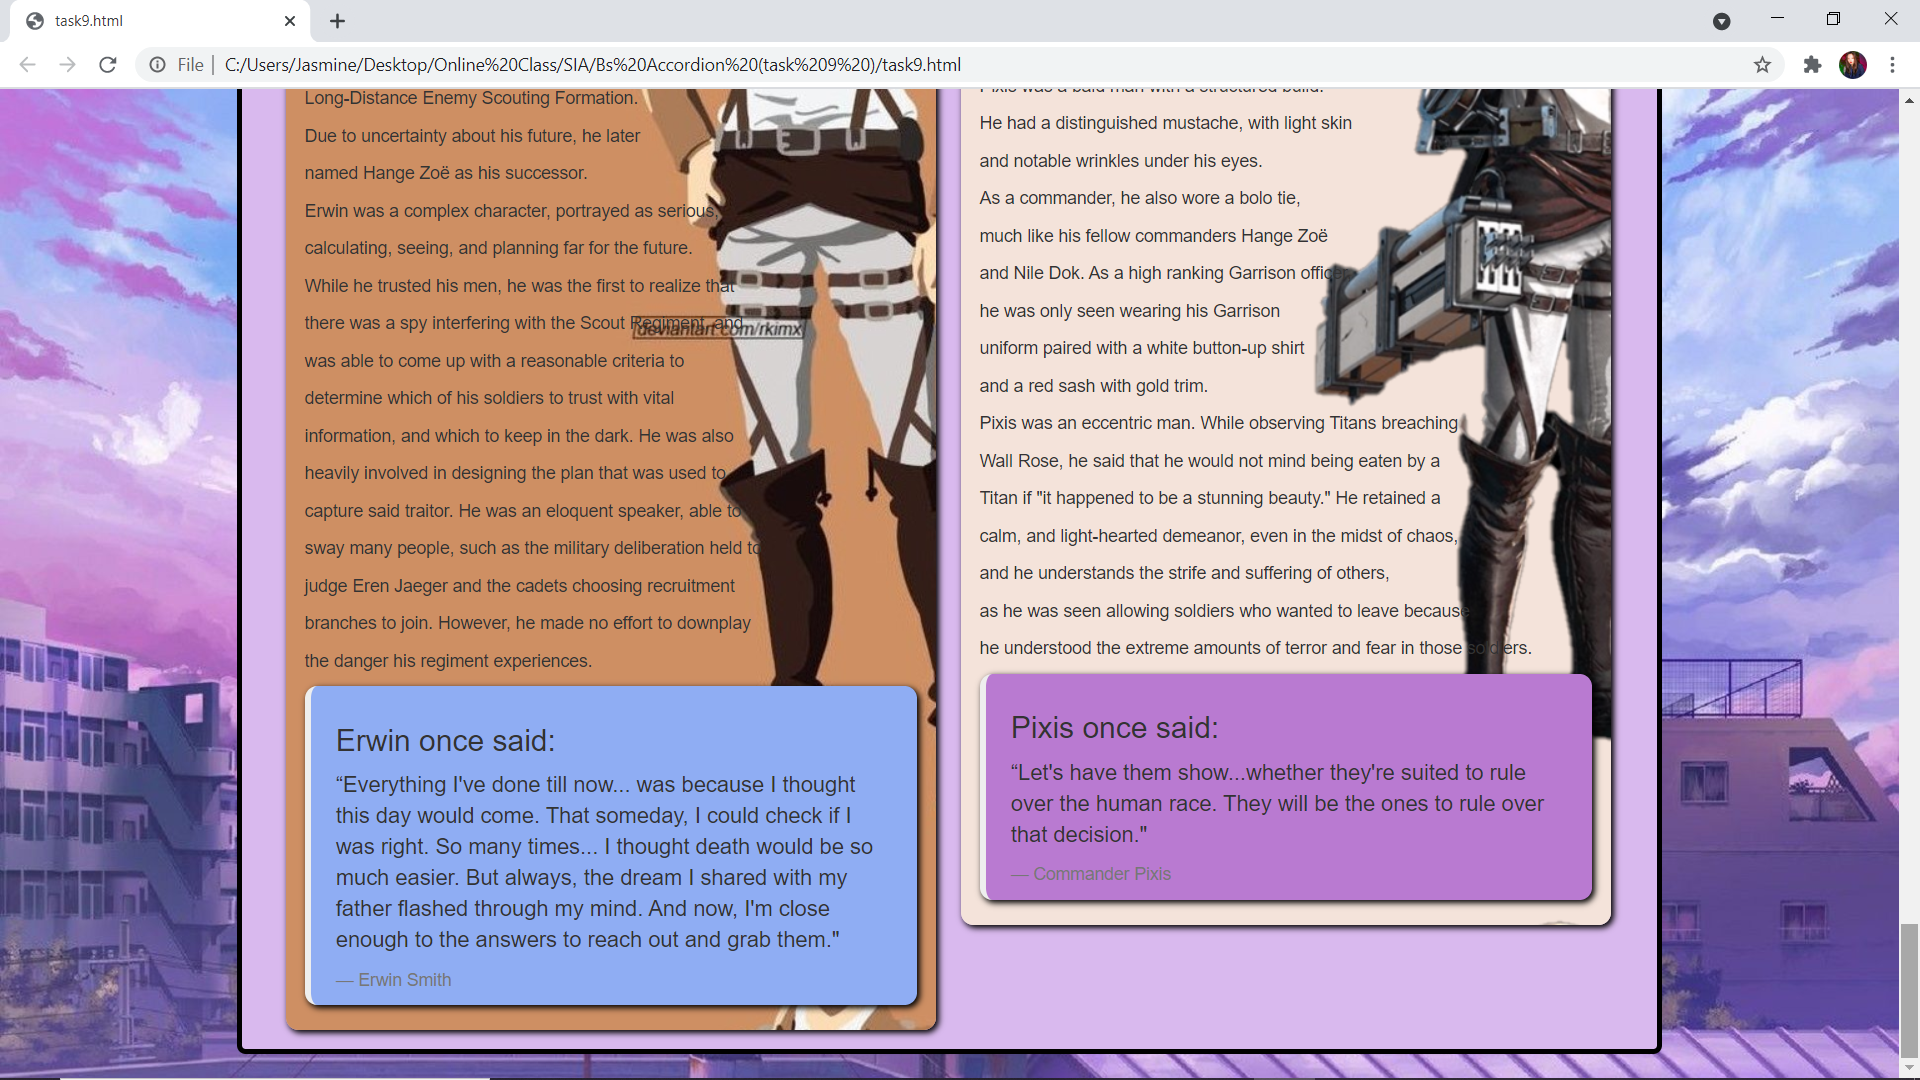 task9.html
File
C:/Users/Jasmine/Desktop/Online%20Class/SIA/Bs%20Accordion%20(task%209%20)/task9.html
Long-Distance Enemy Scouting Formation.
Due to uncertainty about his future, he later
named Hange Zoë as his successor.
Erwin was a complex character, portrayed as serious,
calculating, seeing, and planning far for the future.
While he trusted his men, he was the first to realize that
there was a spy interfering with the Scout Regiment, and
deviantart.com/rkimx
was able to come up with a reasonable criteria to
determine which of his soldiers to trust with vital
information, and which to keep in the dark. He was also
heavily involved in designing the plan that was used to
capture said traitor. He was an eloquent speaker, able to
sway many people, such as the military deliberation held to
judge Eren Jaeger and the cadets choosing recruitment
branches to join. However, he made no effort to downplay
the danger his regiment experiences.
Erwin once said:
“Everything I've done till now... was because I thought
this day would come. That someday, I could check if I
was right. So many times... I thought death would be so
much easier. But always, the dream I shared with my
father flashed through my mind. And now, I'm close
enough to the answers to reach out and grab them."
— Erwin Smith
Pixis was a bald man with a structured build.
He had a distinguished mustache, with light skin
and notable wrinkles under his eyes.
As a commander, he also wore a bolo tie,
much like his fellow commanders Hange Zoë
and Nile Dok. As a high ranking Garrison officer
he was only seen wearing his Garrison
uniform paired with a white button-up shirt
and a red sash with gold trim.
Pixis was an eccentric man. While observing Titans breaching
Wall Rose, he said that he would not mind being eaten by a
Titan if "it happened to be a stunning beauty." He retained a
calm, and light-hearted demeanor, even in the midst of chaos,
and he understands the strife and suffering of others,
as he was seen allowing soldiers who wanted to leave because
he understood the extreme amounts of terror and fear in those soldiers.
Pixis once said:
“Let's have them show...whether they're suited to rule
over the human race. They will be the ones to rule over
that decision."
— Commander Pixis